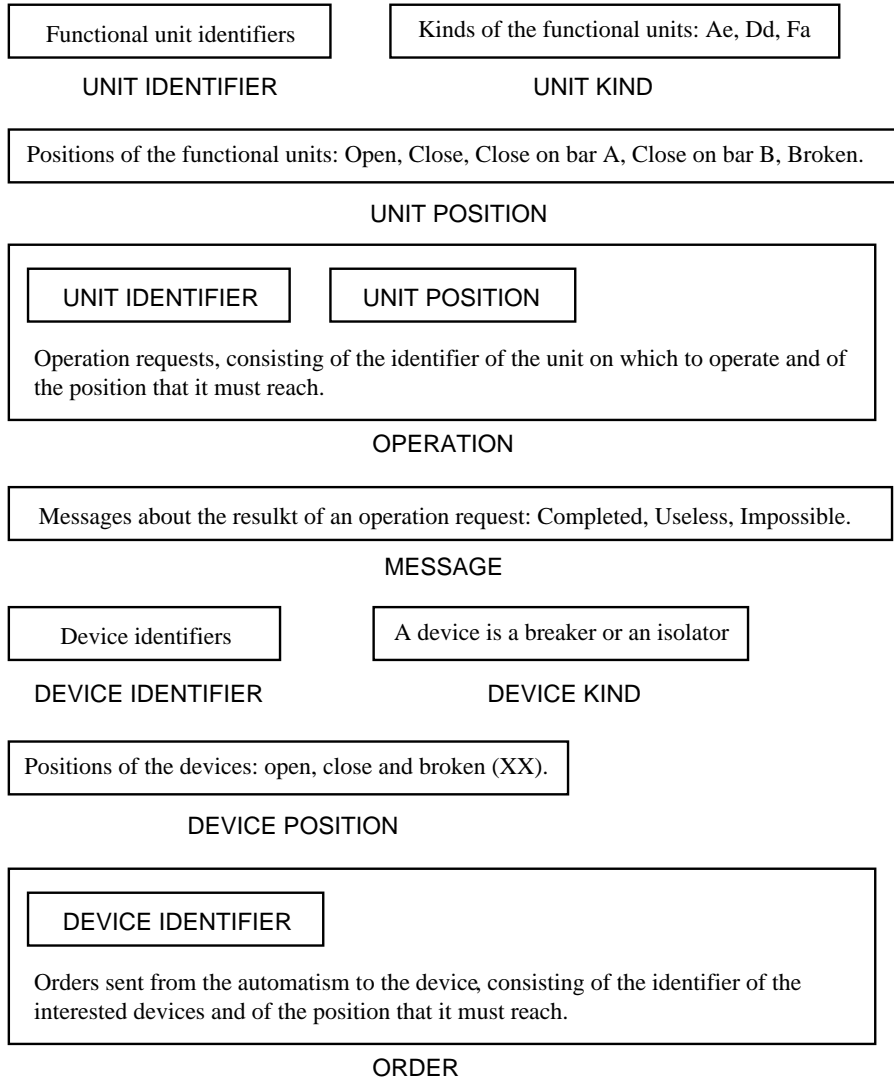 Functional unit identifiers
Kinds of the functional units: Ae, Dd, Fa
UNIT IDENTIFIER
UNIT KIND
Positions of the functional units: Open, Close, Close on bar A, Close on bar B, Broken.
UNIT POSITION
UNIT IDENTIFIER
UNIT POSITION
Operation requests, consisting of the identifier of the unit on which to operate and of
the position that it must reach.
OPERATION
Messages about the resulkt of an operation request: Completed, Useless, Impossible.
MESSAGE
Device identifiers
A device is a breaker or an isolator
DEVICE IDENTIFIER
DEVICE KIND
Positions of the devices: open, close and broken (XX).
DEVICE POSITION
DEVICE IDENTIFIER
Orders sent from the automatism to the device, consisting of the identifier of the
interested devices and of the position that it must reach.
ORDER